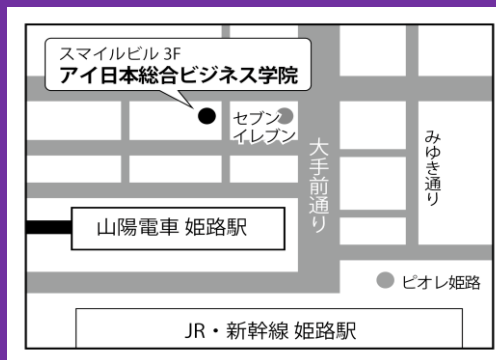 スマイルビル 3F
アイ日本総合ビジネス学院
セブン
イレブン
大手前通り
みゆき通り
山陽電車 姫路駅
ピオレ姫路
JR・新幹線 姫路駅